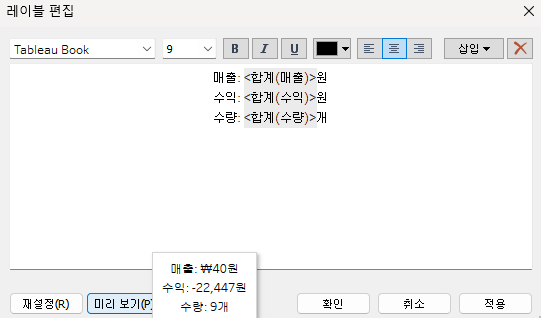 레이블 편집
Tableau Book 9 B I U 삽입
매출: <합계(매출)>원
수익: <합계(수익)>원
수량: <합계(수량)>개
매출: ₩40원
수익: -22,447원
수량: 9개
재설정(R) 미리 보기(P) 확인 취소 적용